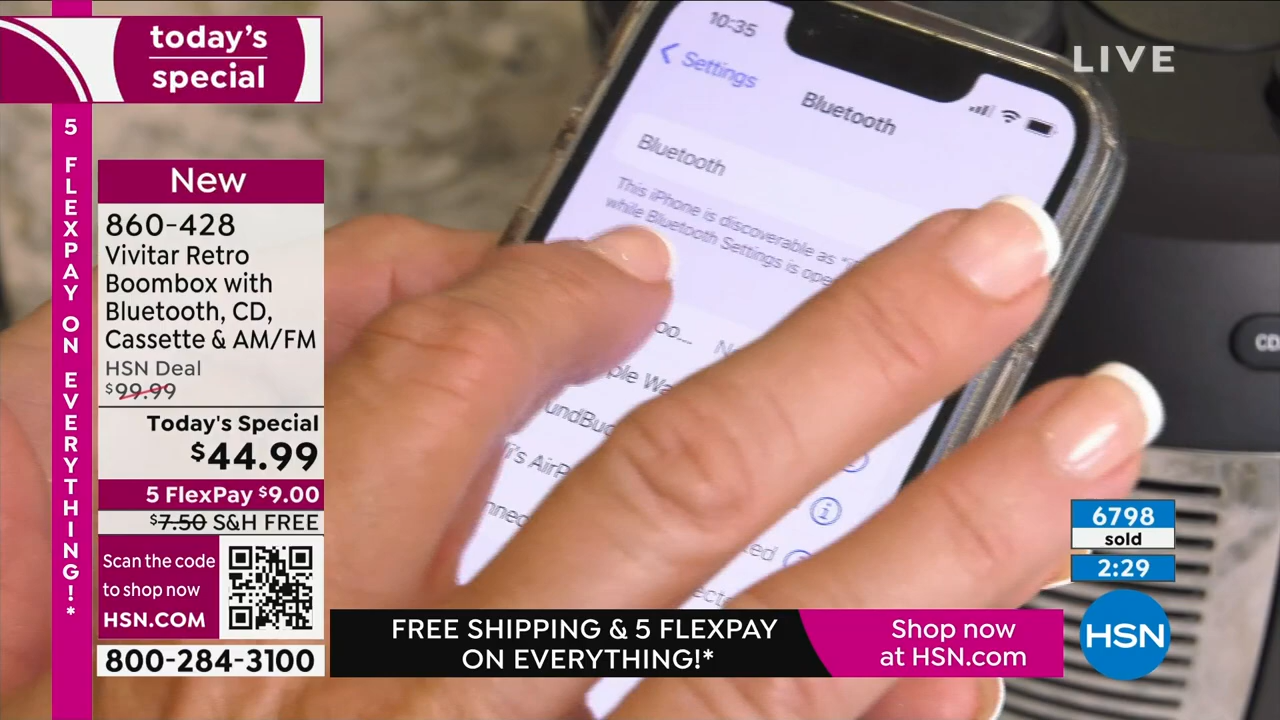 today's
special
5 FLEXPAY ON EVERYTHING!*
New
860-428
Vivitar Retro
Boombox with
Bluetooth, CD,
Cassette & AM/FM
HSN Deal
$99.99
Today's Special
$44.99
5 FlexPay $9.00
$7.50 S&H FREE
Scan the code
to shop now
HSN.COM
800-284-3100
10:35
Settings
Bluetooth
Bluetooth
This iPhone is discoverable as
while Bluetooth Settings is
LIVE
CD
6798
sold
2:29
FREE SHIPPING & 5 FLEXPAY
ON EVERYTHING!*
Shop now
at HSN.com
HSN